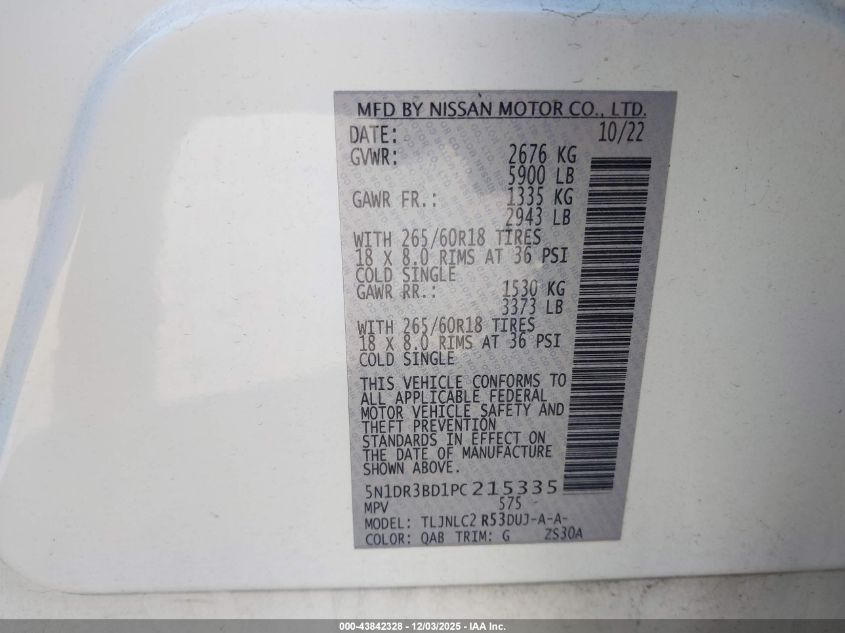 MFD BY NISSAN MOTOR CO., LTD.
DATE: 10/22
GVWR: 2676 KG
5900 LB
GAWR FR.: 1335 KG
2943 LB
WITH 265/60R18 TIRES
18 X 8.0 RIMS AT 36 PSI
COLD SINGLE
GAWR RR.: 1530 KG
3373 LB
WITH 265/60R18 TIRES
18 X 8.0 RIMS AT 36 PSI
COLD SINGLE
THIS VEHICLE CONFORMS TO
ALL APPLICABLE FEDERAL
MOTOR VEHICLE SAFETY AND
THEFT PREVENTION
STANDARDS IN EFFECT ON
THE DATE OF MANUFACTURE
SHOWN ABOVE.
5N1DR3BD1PC215335
MPV 575
MODEL: TLJNLC2 R53DUJ-A-A-
COLOR: QAB TRIM: G ZS30A
000-43842328 - 12/03/2025 - IAA Inc.